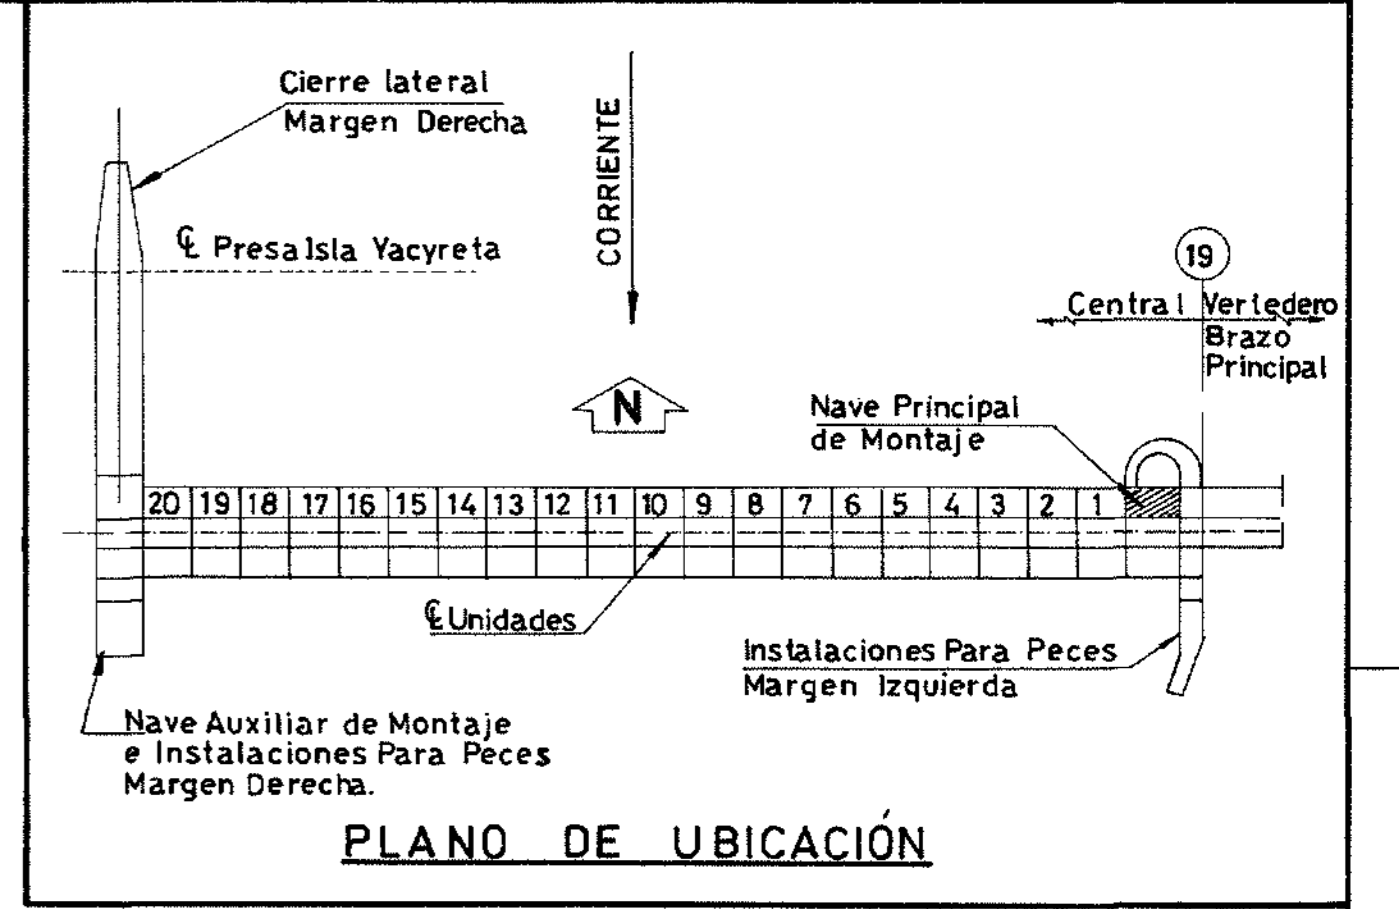 Cierre lateral
Margen Derecha
CORRIENTE
℄ Presa Isla Yacyreta
19
Central Vertedero
Brazo
Principal
N
Nave Principal
de Montaje
20 19 18 17 16 15 14 13 12 11 10 9 8 7 6 5 4 3 2 1
℄ Unidades
Instalaciones Para Peces
Margen Izquierda
Nave Auxiliar de Montaje
e Instalaciones Para Peces
Margen Derecha.
PLANO DE UBICACIÓN